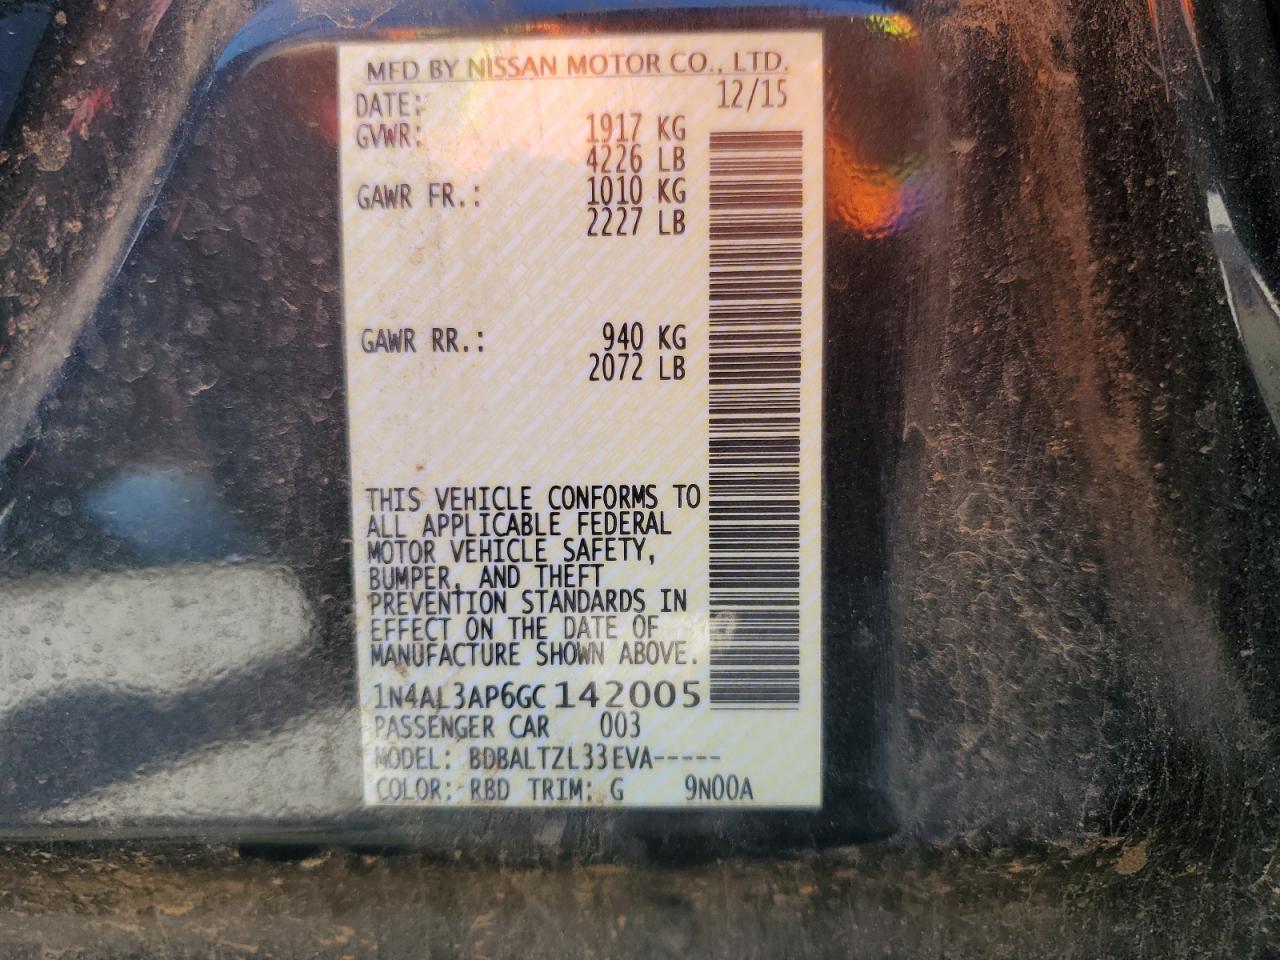 MFD BY NISSAN MOTOR CO., LTD.
DATE: 12/15
GVWR: 1917 KG
4226 LB
GAWR FR.: 1010 KG
2227 LB
GAWR RR.: 940 KG
2072 LB
THIS VEHICLE CONFORMS TO
ALL APPLICABLE FEDERAL
MOTOR VEHICLE SAFETY,
BUMPER, AND THEFT
PREVENTION STANDARDS IN
EFFECT ON THE DATE OF
MANUFACTURE SHOWN ABOVE.
1N4AL3AP6GC142005
PASSENGER CAR 003
MODEL: BDBALTZL33EVA-----
COLOR: RBD TRIM: G 9N00A